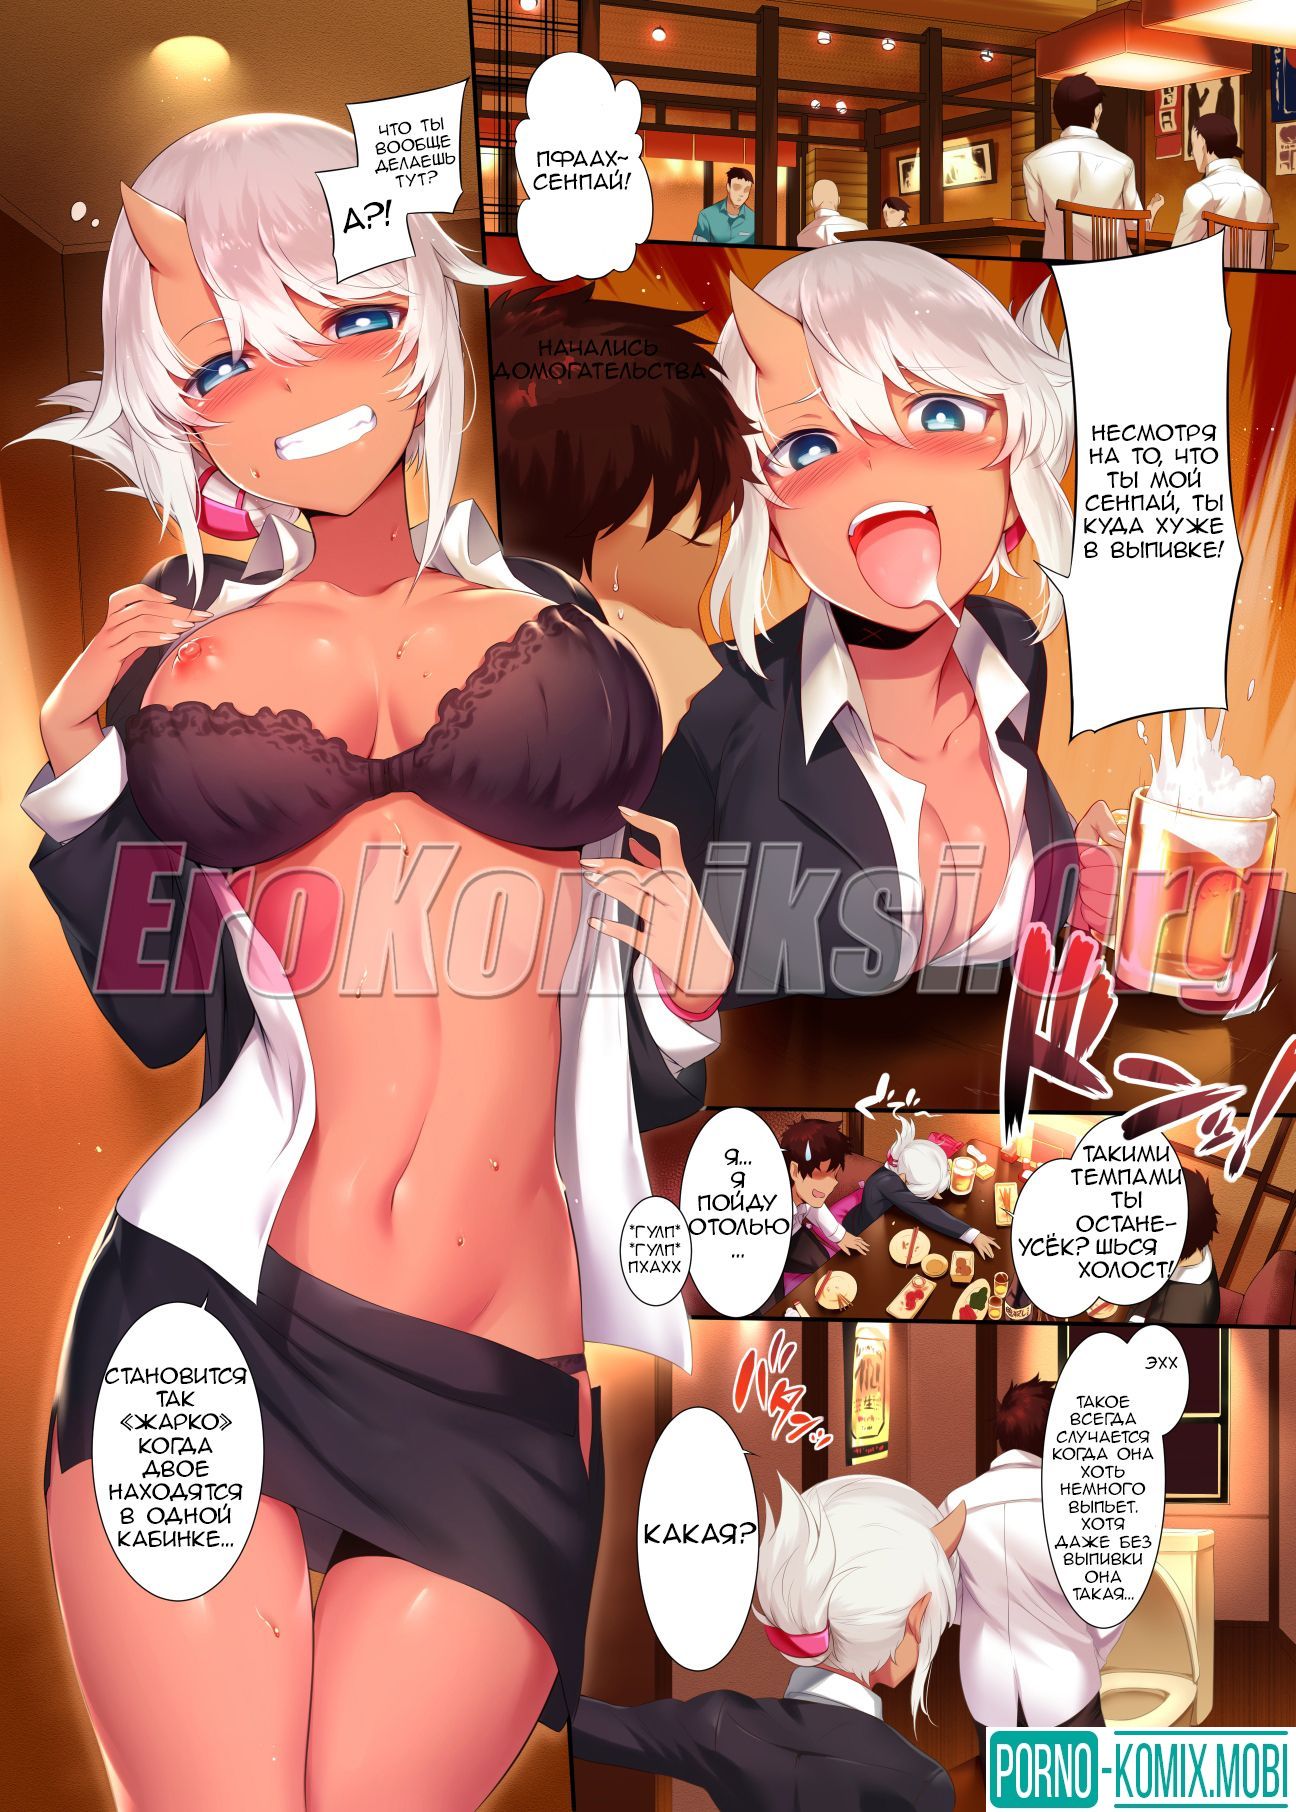 ПФААХ~
СЕНПАЙ!
ЧТО ТЫ
ВООБЩЕ
ДЕЛАЕШЬ
ТУТ?
А?!
НАЧАЛИСЬ
ДОМОГАТЕЛЬСТВА
НЕСМОТРЯ
НА ТО, ЧТО
ТЫ МОЙ
СЕНПАЙ, ТЫ
КУДА ХУЖЕ
В ВЫПИВКЕ!
EroKomiksi.Org
ドンッ!
ТАКИМИ
ТЕМПАМИ
ТЫ
ОСТАНЕ-
УСЁК? ШЬСЯ
ХОЛОСТ!
Я...
Я
ПОЙДУ
ОТОЛЬЮ
...
*ГУЛП*
*ГУЛП*
ПХАХХ
ЭХХ
ТАКОЕ
ВСЕГДА
СЛУЧАЕТСЯ
КОГДА ОНА
ХОТЬ
НЕМНОГО
ВЫПЬЕТ.
ХОТЯ
ДАЖЕ БЕЗ
ВЫПИВКИ
ОНА
ТАКАЯ...
КАКАЯ?
СТАНОВИТСЯ
ТАК
《ЖАРКО》
КОГДА
ДВОЕ
НАХОДЯТСЯ
В ОДНОЙ
КАБИНКЕ...
PORNO-KOMIX.MOBI